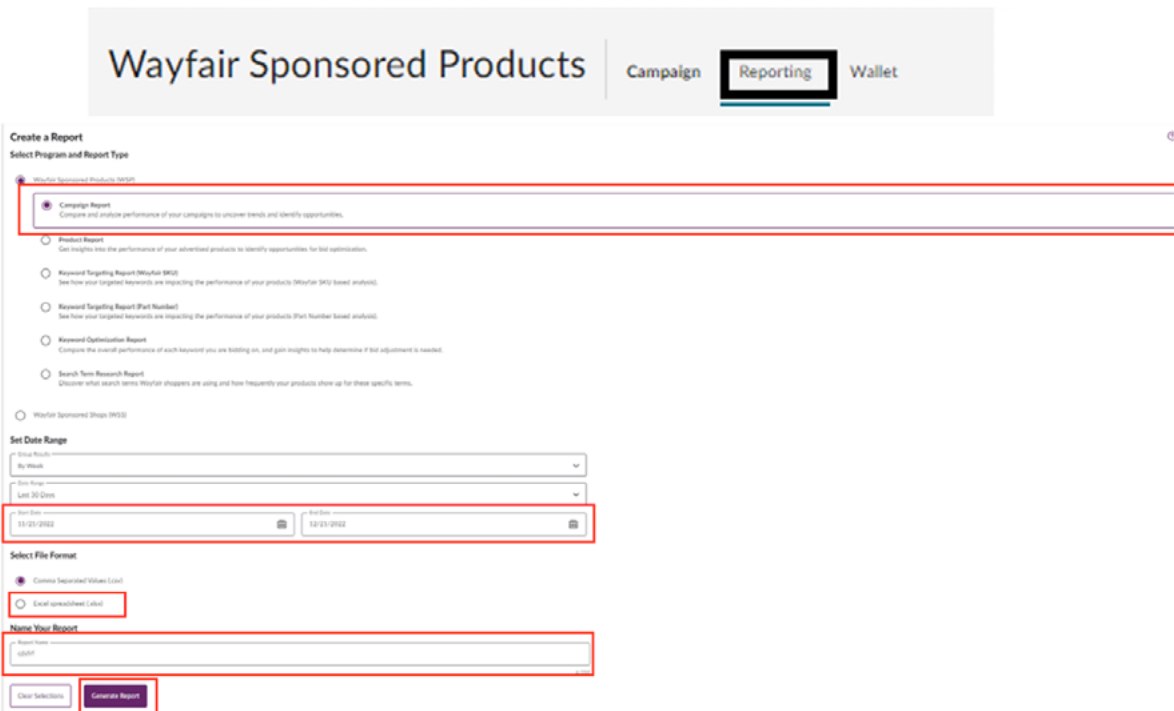 Wayfair Sponsored Products Campaign Reporting Wallet
Create a Report
Select Program and Report Type
Wayfair Sponsored Products (WSP)
Campaign Report
Compare and analyze performance of your campaigns to uncover trends and identify opportunities.
Product Report
Get insights into the performance of your advertised products to identify opportunities for bid optimization.
Keyword Targeting Report (Wayfair SKU)
See how your targeted keywords are impacting the performance of your products (Wayfair SKU based analysis).
Keyword Targeting Report (Part Number)
See how your targeted keywords are impacting the performance of your products (Part Number based analysis).
Keyword Optimization Report
Compare the overall performance of each keyword you are bidding on, and gain insights to help determine if bid adjustment is needed.
Search Term Research Report
Discover what search terms Wayfair shoppers are using and how frequently your products show up for these specific terms.
Wayfair Sponsored Shops (WSS)
Set Date Range
Group Results
By Week
Date Range
Last 30 Days
Start Date End Date
11/21/2022 12/21/2022
Select File Format
Comma Separated Values (.csv)
Excel spreadsheet (.xlsx)
Name Your Report
Report Name
Clear Selections Generate Report